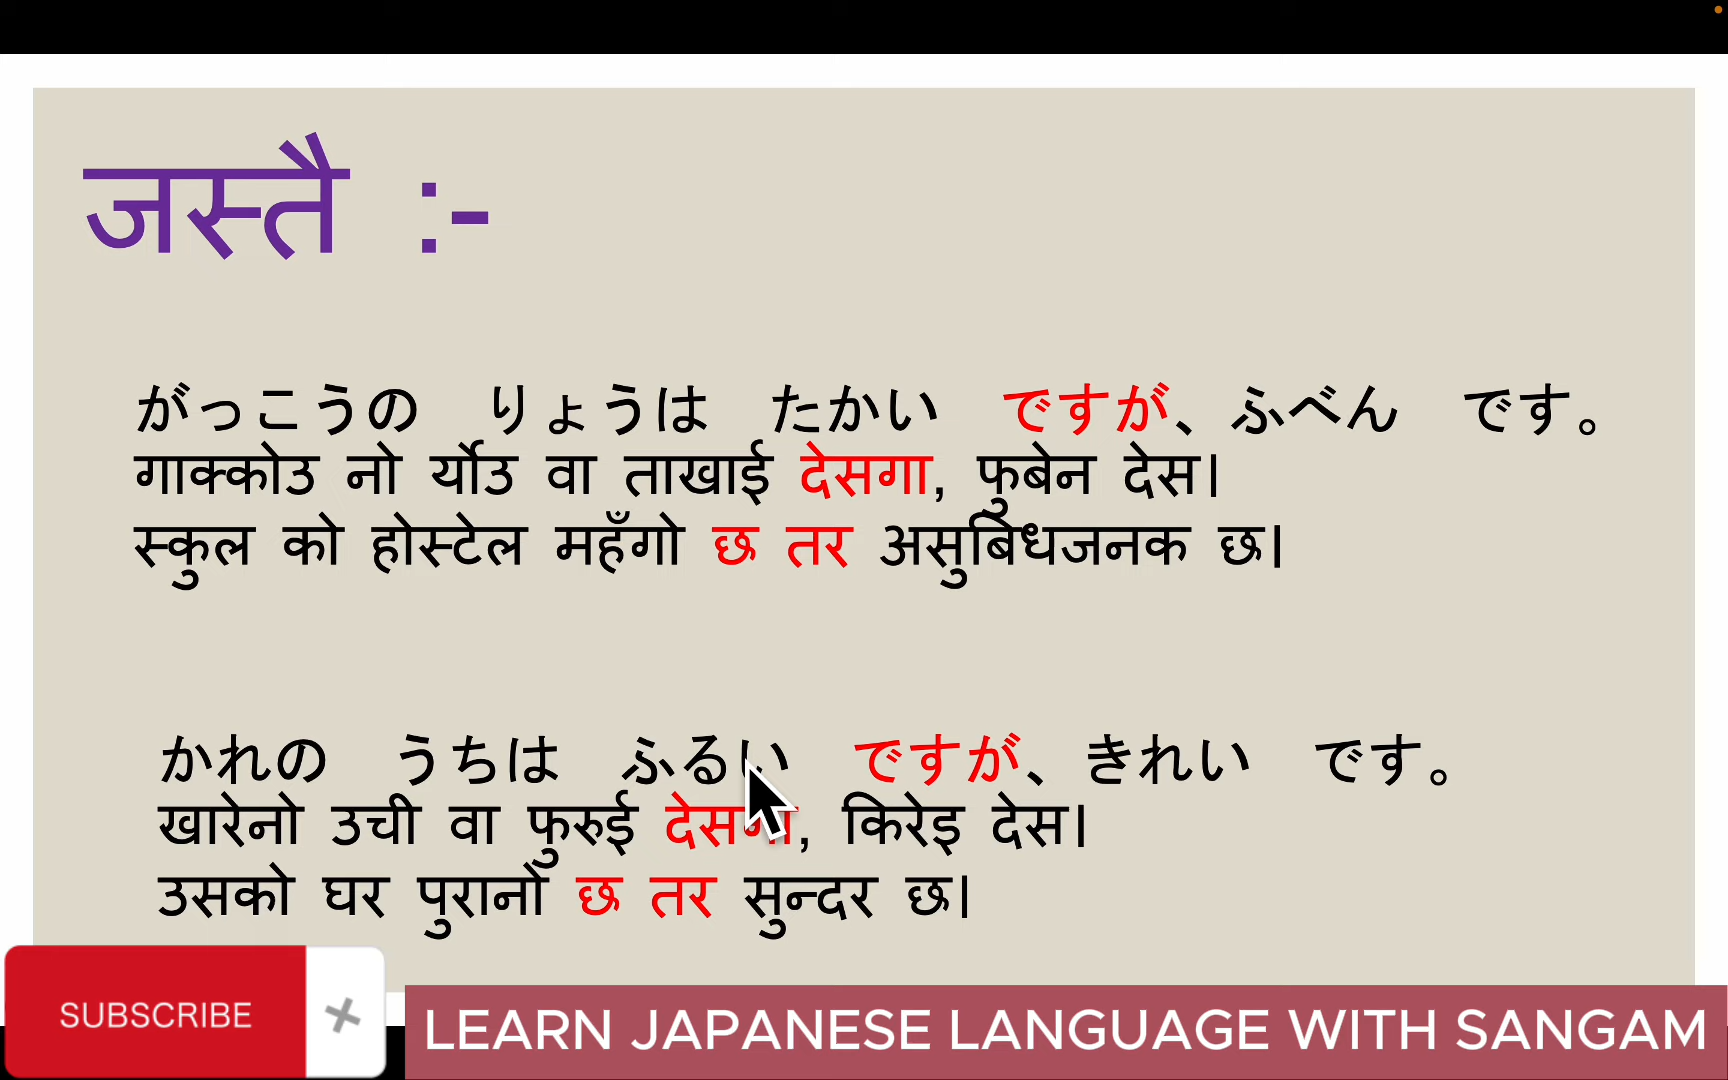 जस्तै :-
がっこうの りょうは たかい ですが、ふべん です。
गाक्कोउ नो र्योउ वा ताखाई देसगा, फुबेन देस।
स्कुल को होस्टेल महँगो छ तर असुबिधजनक छ।
かれの うちは ふるい ですが、きれい です。
खारेनो उची वा फुरुई देसगा, किरेइ देस।
उसको घर पुरानो छ तर सुन्दर छ।
SUBSCRIBE
LEARN JAPANESE LANGUAGE WITH SANGAM